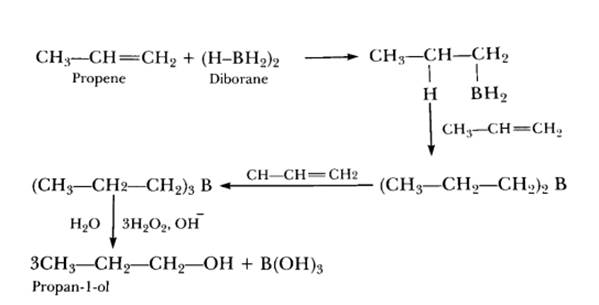 CH₃—CH=CH₂ + (H–BH₂)₂ ⟶ CH₃—CH—CH₂
Propene Diborane
H BH₂
CH₃—CH=CH₂
(CH₃—CH2—CH₂)₃ B ⟵ CH—CH=CH₂ (CH₃—CH₂—CH₂)₂ B
H₂O 3H₂O₂, OH⁻
3CH₃—CH₂—CH₂—OH + B(OH)₃
Propan-1-ol